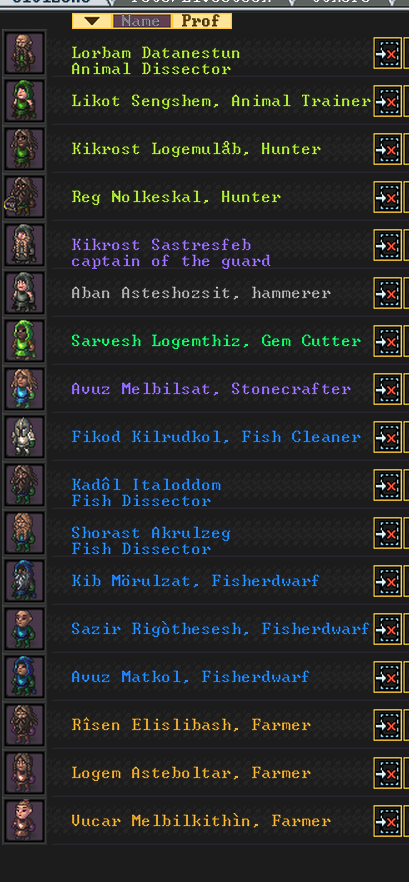 Name Prof
Lorbam Datanestun
Animal Dissector
Likot Sengshem, Animal Trainer
Kikrost Logemulåb, Hunter
Reg Nolkeskal, Hunter
Kikrost Sastresfeb
captain of the guard
Aban Asteshozsit, hammerer
Sarvesh Logemthiz, Gem Cutter
Avuz Melbilsat, Stonecrafter
Fikod Kilrudkol, Fish Cleaner
Kadôl Italoddom
Fish Dissector
Shorast Akrulzeg
Fish Dissector
Kib Mörulzat, Fisherdwarf
Sazir Rigòthesesh, Fisherdwarf
Avuz Matkol, Fisherdwarf
Rîsen Elislibash, Farmer
Logem Asteboltar, Farmer
Vucar Melbilkithìn, Farmer